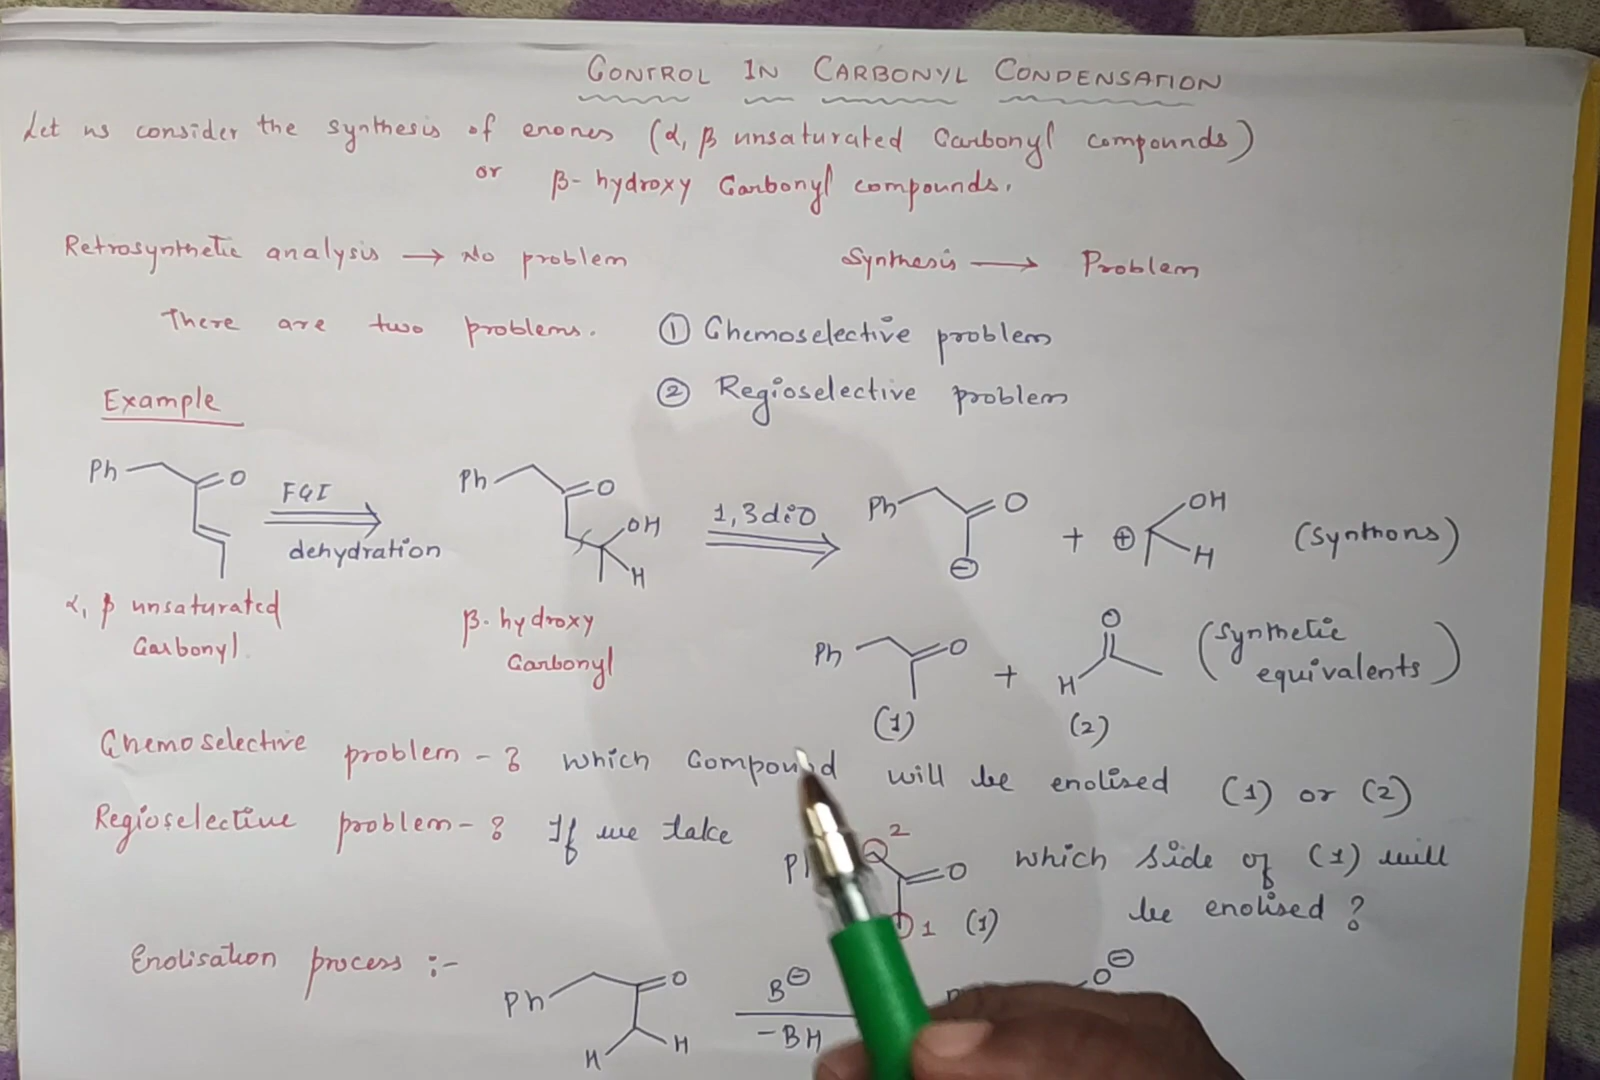 CONTROL IN CARBONYL CONDENSATION
Let us consider the synthesis of enones (α, β unsaturated Carbonyl compounds)
or β-hydroxy Carbonyl compounds.
Retrosynthetic analysis → No problem Synthesis → Problem
There are two problems. ① Chemoselective problem
② Regioselective problem
Example
Ph O FGI dehydration Ph O OH H 1,3 diO Ph O ⊖ + ⊕ OH H (Synthons)
α, β unsaturated Carbonyl
β-hydroxy Carbonyl
Ph O + H O (Synthetic equivalents)
(1) (2)
Chemoselective problem - ? which Compound will be enolised (1) or (2)
Regioselective problem - ? If we take 2 O 1 (1) which side of (1) will be enolised ?
Enolisation process :-
Ph O H H B⊖ -BH O⊖